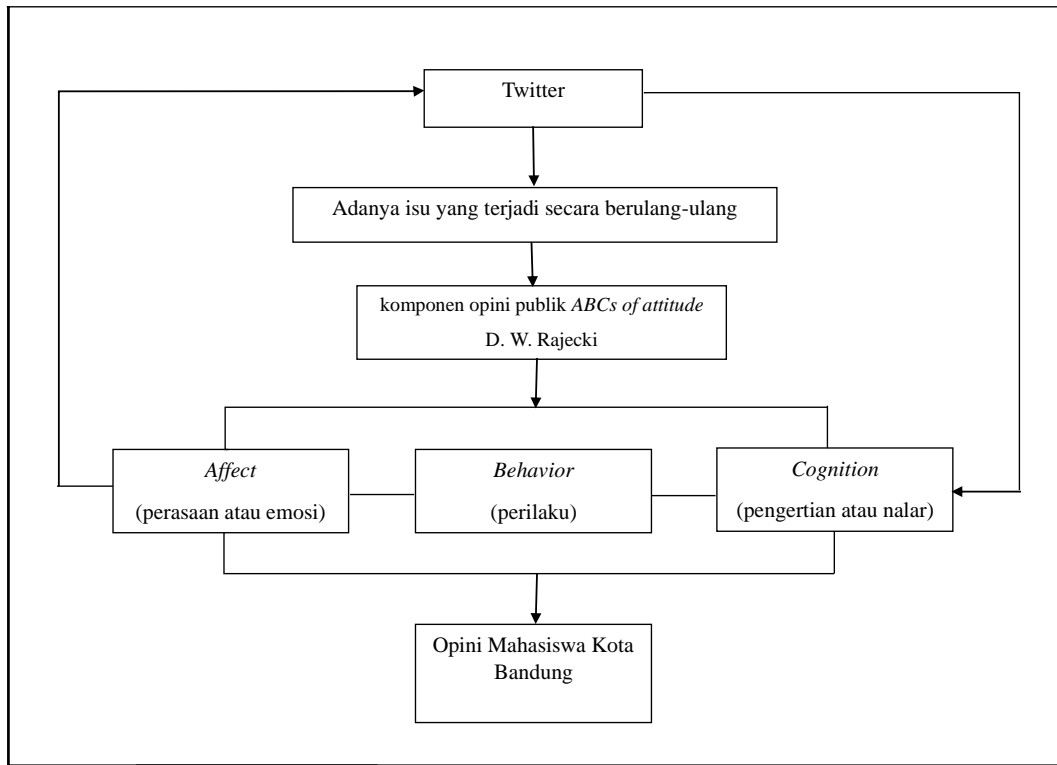 Twitter
Adanya isu yang terjadi secara berulang-ulang
komponen opini publik ABCs of attitude
D. W. Rajecki
Affect
(perasaan atau emosi)
Behavior
(perilaku)
Cognition
(pengertian atau nalar)
Opini Mahasiswa Kota
Bandung